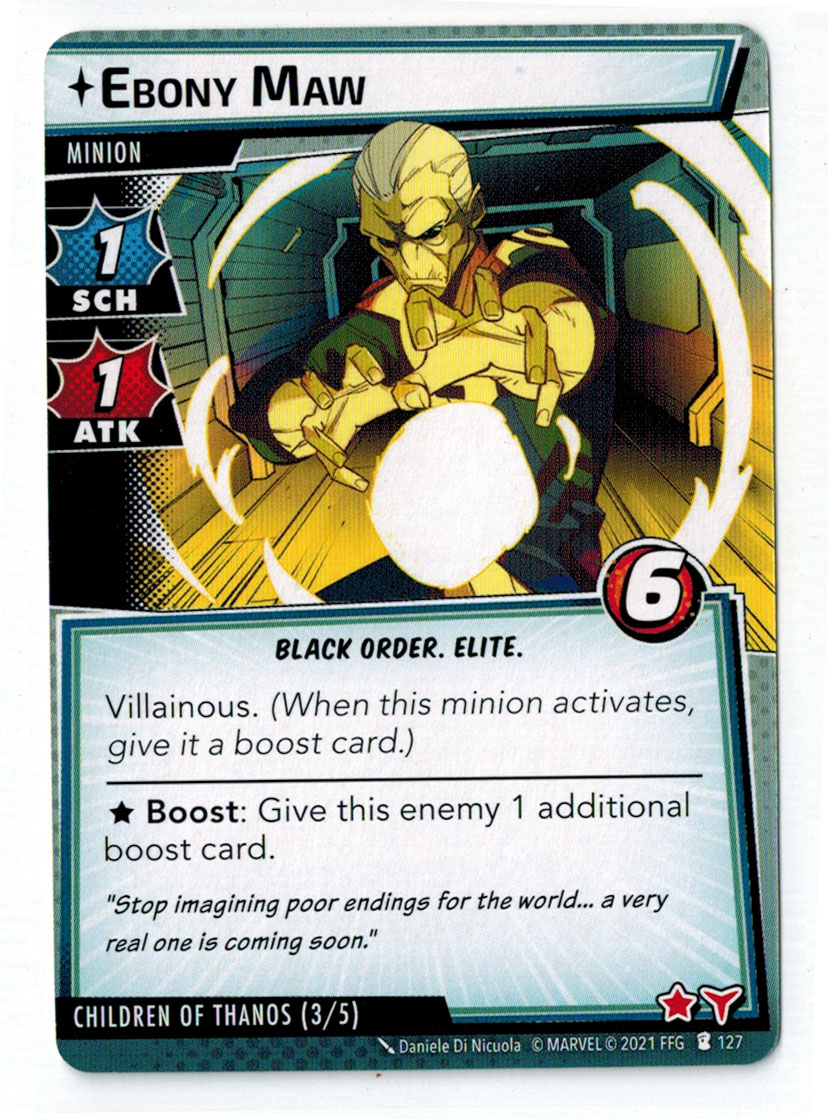 EBONY MAW
MINION
1
SCH
1
ATK
6
BLACK ORDER. ELITE.
Villainous. (When this minion activates,
give it a boost card.)
★ Boost: Give this enemy 1 additional
boost card.
"Stop imagining poor endings for the world... a very
real one is coming soon."
CHILDREN OF THANOS (3/5)
Daniele Di Nicuola © MARVEL © 2021 FFG 127